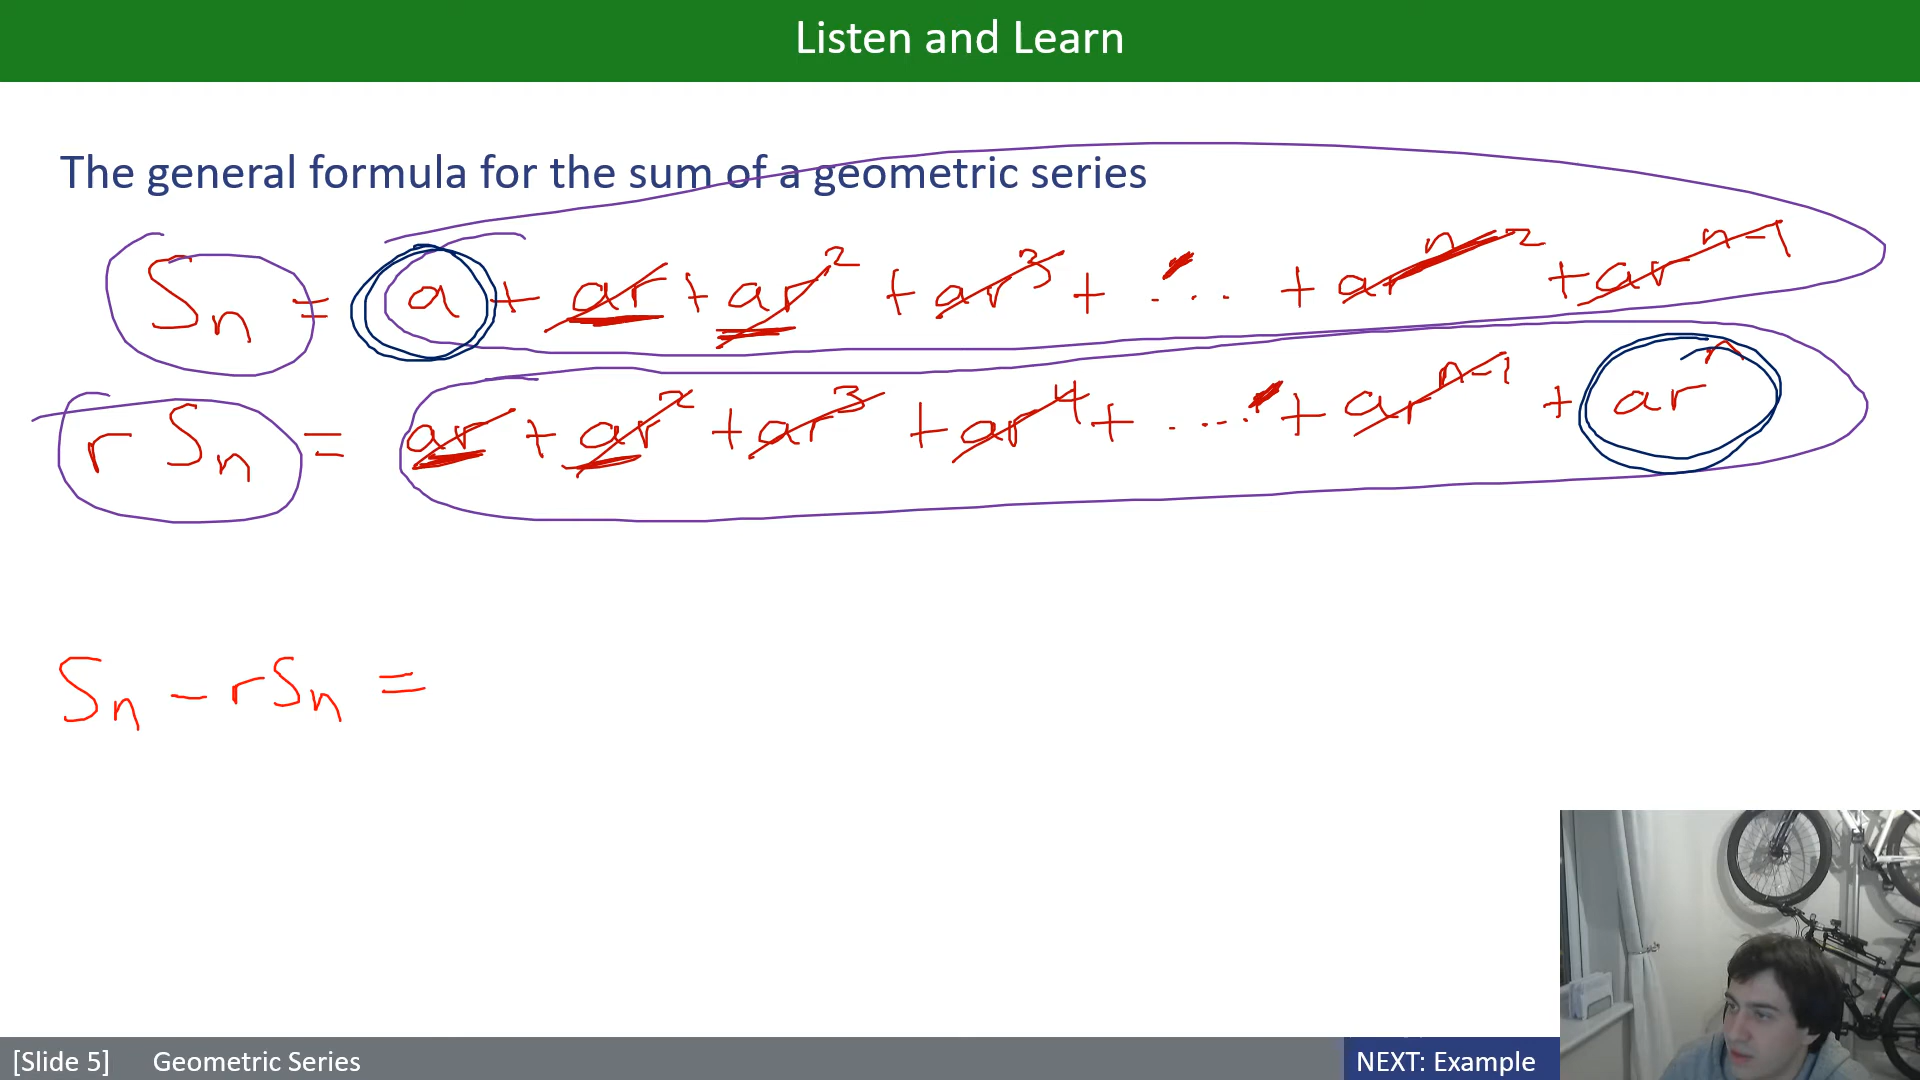 Listen and Learn
The general formula for the sum of a geometric series
Sₙ = a + ar + ar² + ar³ + ... + arⁿ⁻² + arⁿ⁻¹
rSₙ = ar + ar² + ar³ + ar⁴ + .... + arⁿ⁻¹ + arⁿ
Sₙ - rSₙ =
[Slide 5] Geometric Series NEXT: Example